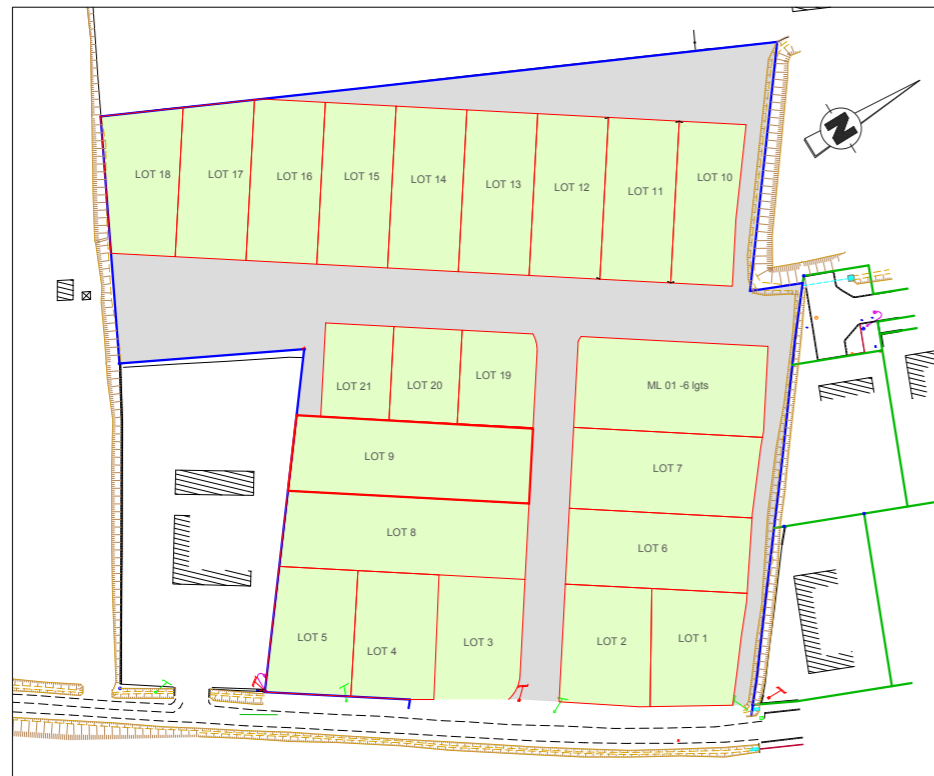 N
LOT 18
LOT 17
LOT 16
LOT 15
LOT 14
LOT 13
LOT 12
LOT 11
LOT 10
LOT 21
LOT 20
LOT 19
ML 01 -6 lgts
LOT 9
LOT 7
LOT 8
LOT 6
LOT 5
LOT 4
LOT 3
LOT 2
LOT 1